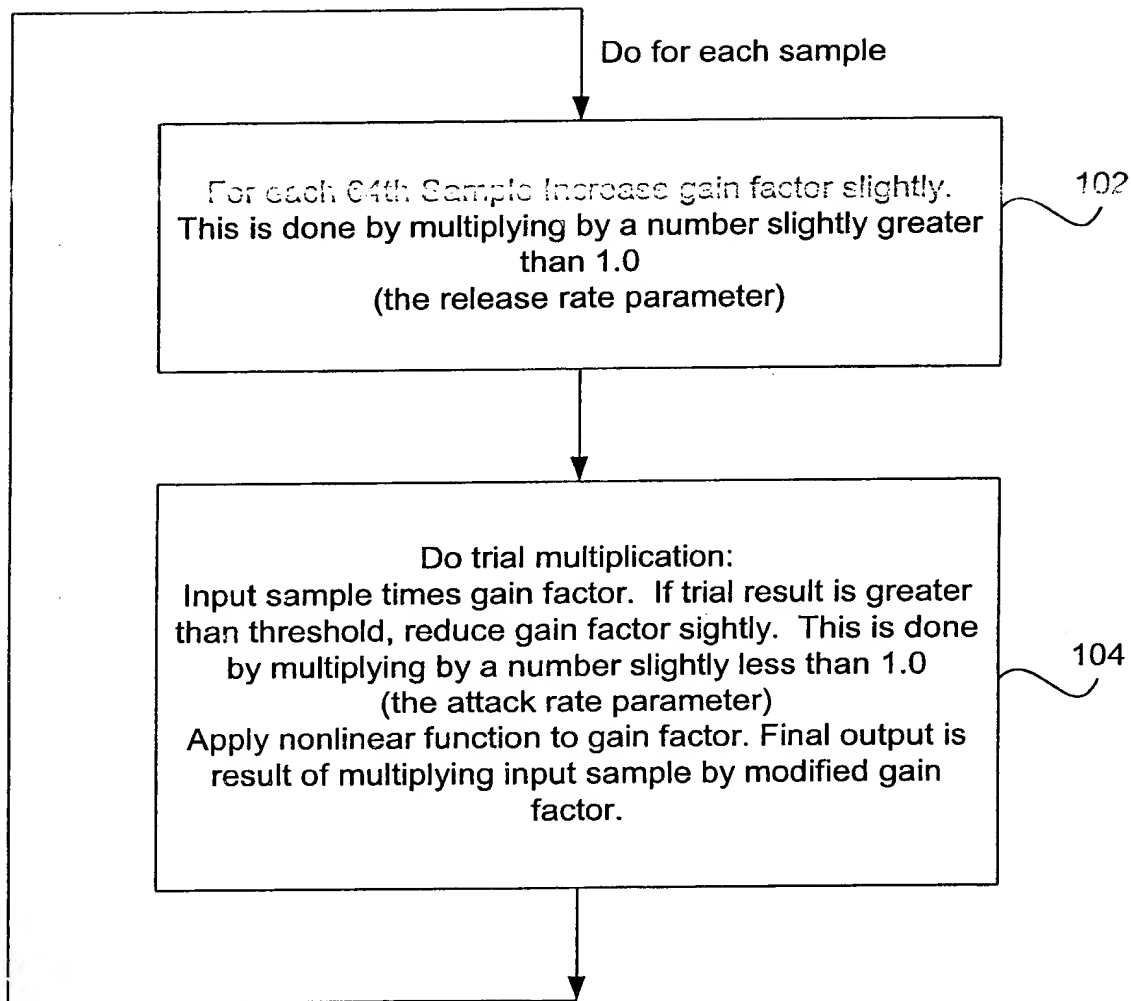 Do for each sample
For each 64th Sample Increase gain factor slightly.
This is done by multiplying by a number slightly greater
than 1.0
(the release rate parameter)
102
Do trial multiplication:
Input sample times gain factor. If trial result is greater
than threshold, reduce gain factor sightly. This is done
by multiplying by a number slightly less than 1.0
(the attack rate parameter)
Apply nonlinear function to gain factor. Final output is
result of multiplying input sample by modified gain
factor.
104